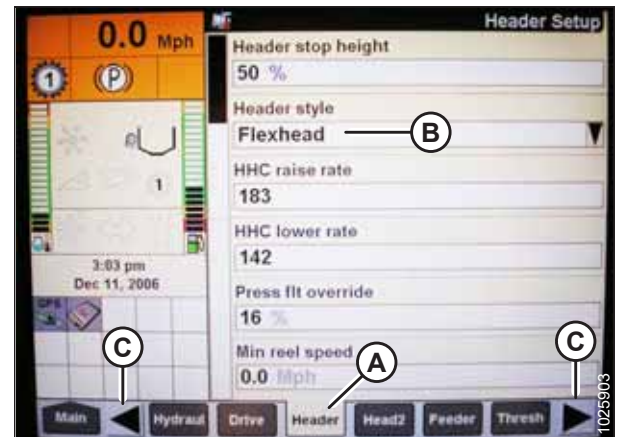 0.0 Mph
Header Setup
1
(P)
Header stop height
50 %
Header style
Flexhead
B
HHC raise rate
183
1
HHC lower rate
142
3:03 pm
Dec 11, 2006
Press flt override
GPS
16 %
C
A
C
Min reel speed
0.0 Mph
Main
Hydraul
Drive
Header
Head2
Feeder
Thresh
1025903